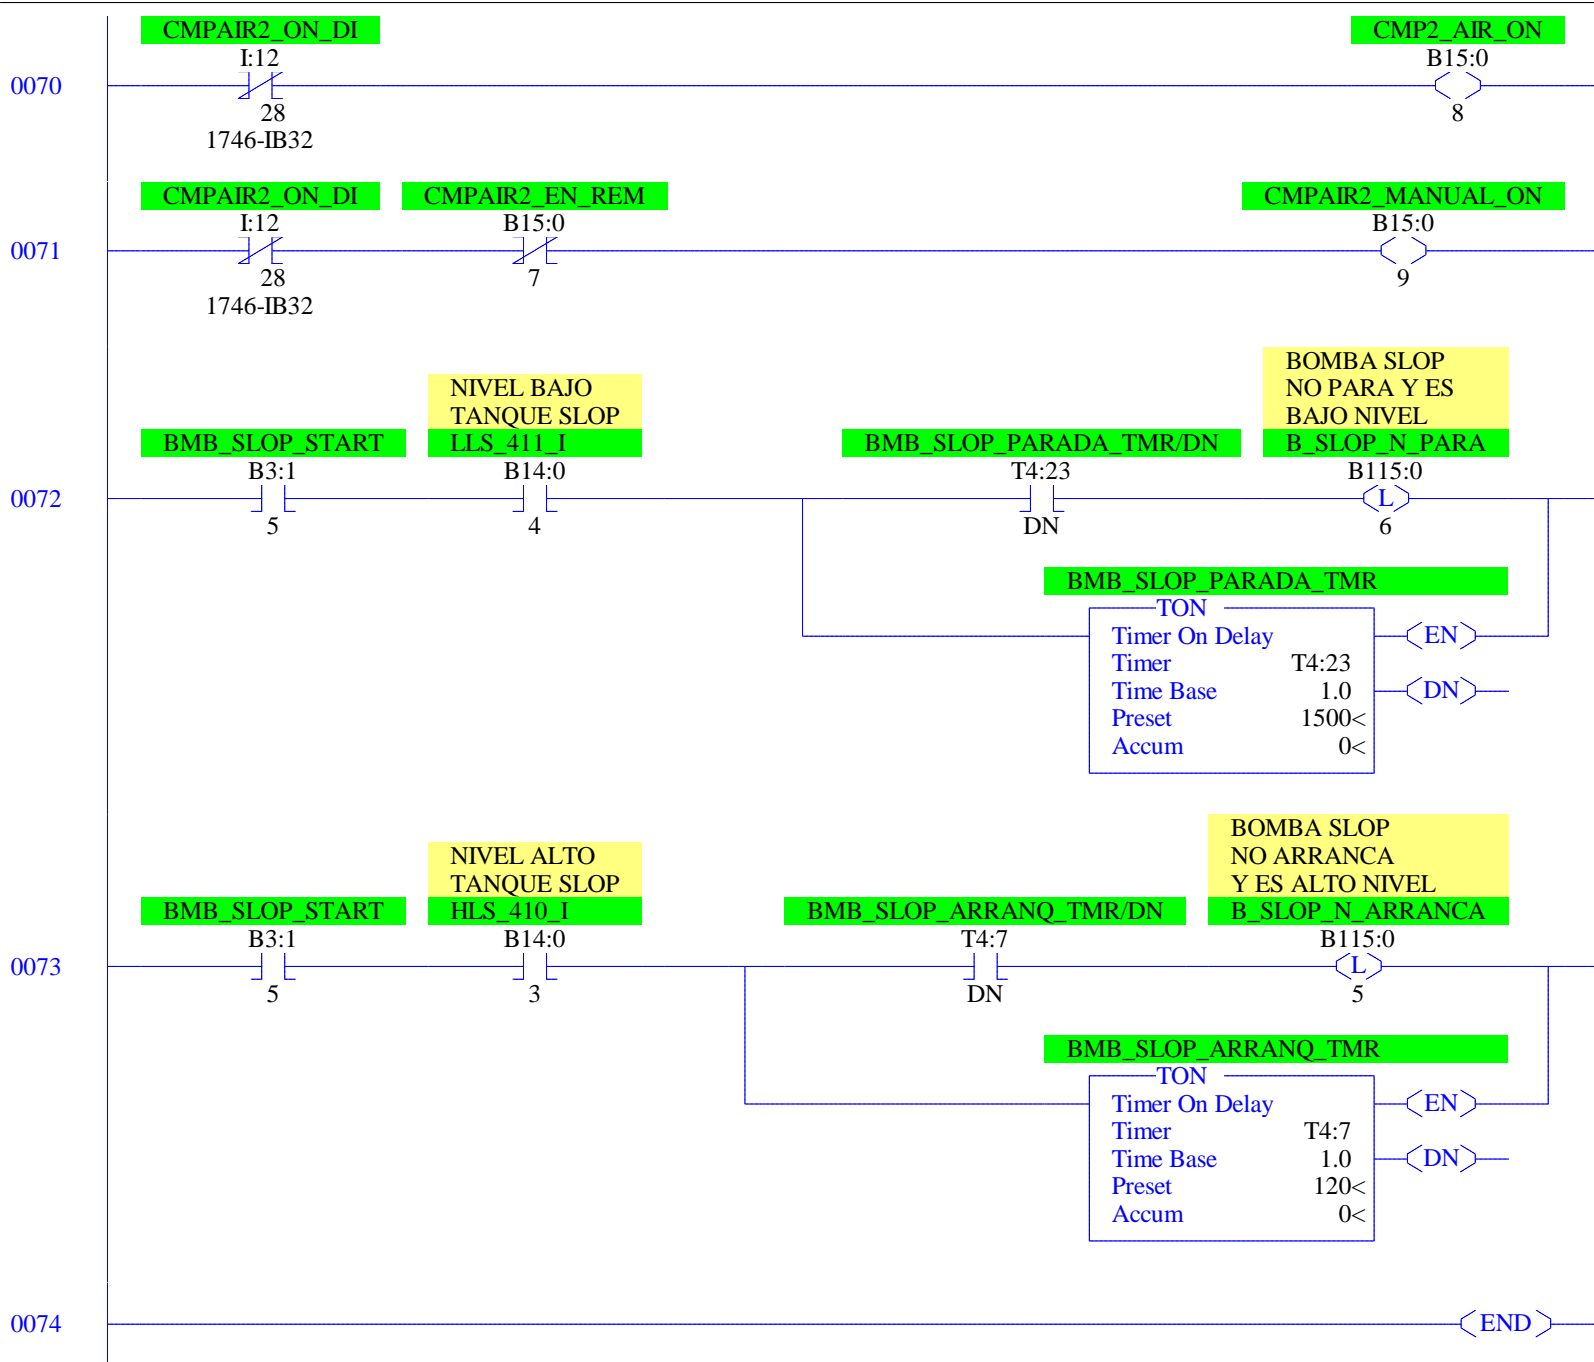 CMPAIR2_ON_DI
CMP2_AIR_ON
I:12
B15:0
0070
28
8
1746-IB32
CMPAIR2_ON_DI
CMPAIR2_EN_REM
CMPAIR2_MANUAL_ON
I:12
B15:0
B15:0
0071
28
7
9
1746-IB32
NIVEL BAJO
TANQUE SLOP
BOMBA SLOP
NO PARA Y ES
BAJO NIVEL
BMB_SLOP_START
LLS_411_I
BMB_SLOP_PARADA_TMR/DN
B_SLOP_N_PARA
B3:1
B14:0
T4:23
B115:0
0072
L
5
4
DN
6
BMB_SLOP_PARADA_TMR
TON
Timer On Delay
EN
Timer T4:23
Time Base 1.0
DN
Preset 1500<
Accum 0<
NIVEL ALTO
TANQUE SLOP
BOMBA SLOP
NO ARRANCA
Y ES ALTO NIVEL
BMB_SLOP_START
HLS_410_I
BMB_SLOP_ARRANQ_TMR/DN
B_SLOP_N_ARRANCA
B3:1
B14:0
T4:7
B115:0
0073
L
5
3
DN
5
BMB_SLOP_ARRANQ_TMR
TON
Timer On Delay
EN
Timer T4:7
Time Base 1.0
DN
Preset 120<
Accum 0<
0074
END